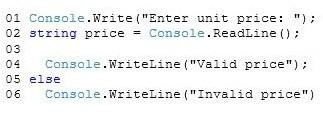 01 Console.Write("Enter unit price: ");
02 string price = Console.ReadLine();
03
04   Console.WriteLine("Valid price");
05 else
06   Console.WriteLine("Invalid price")